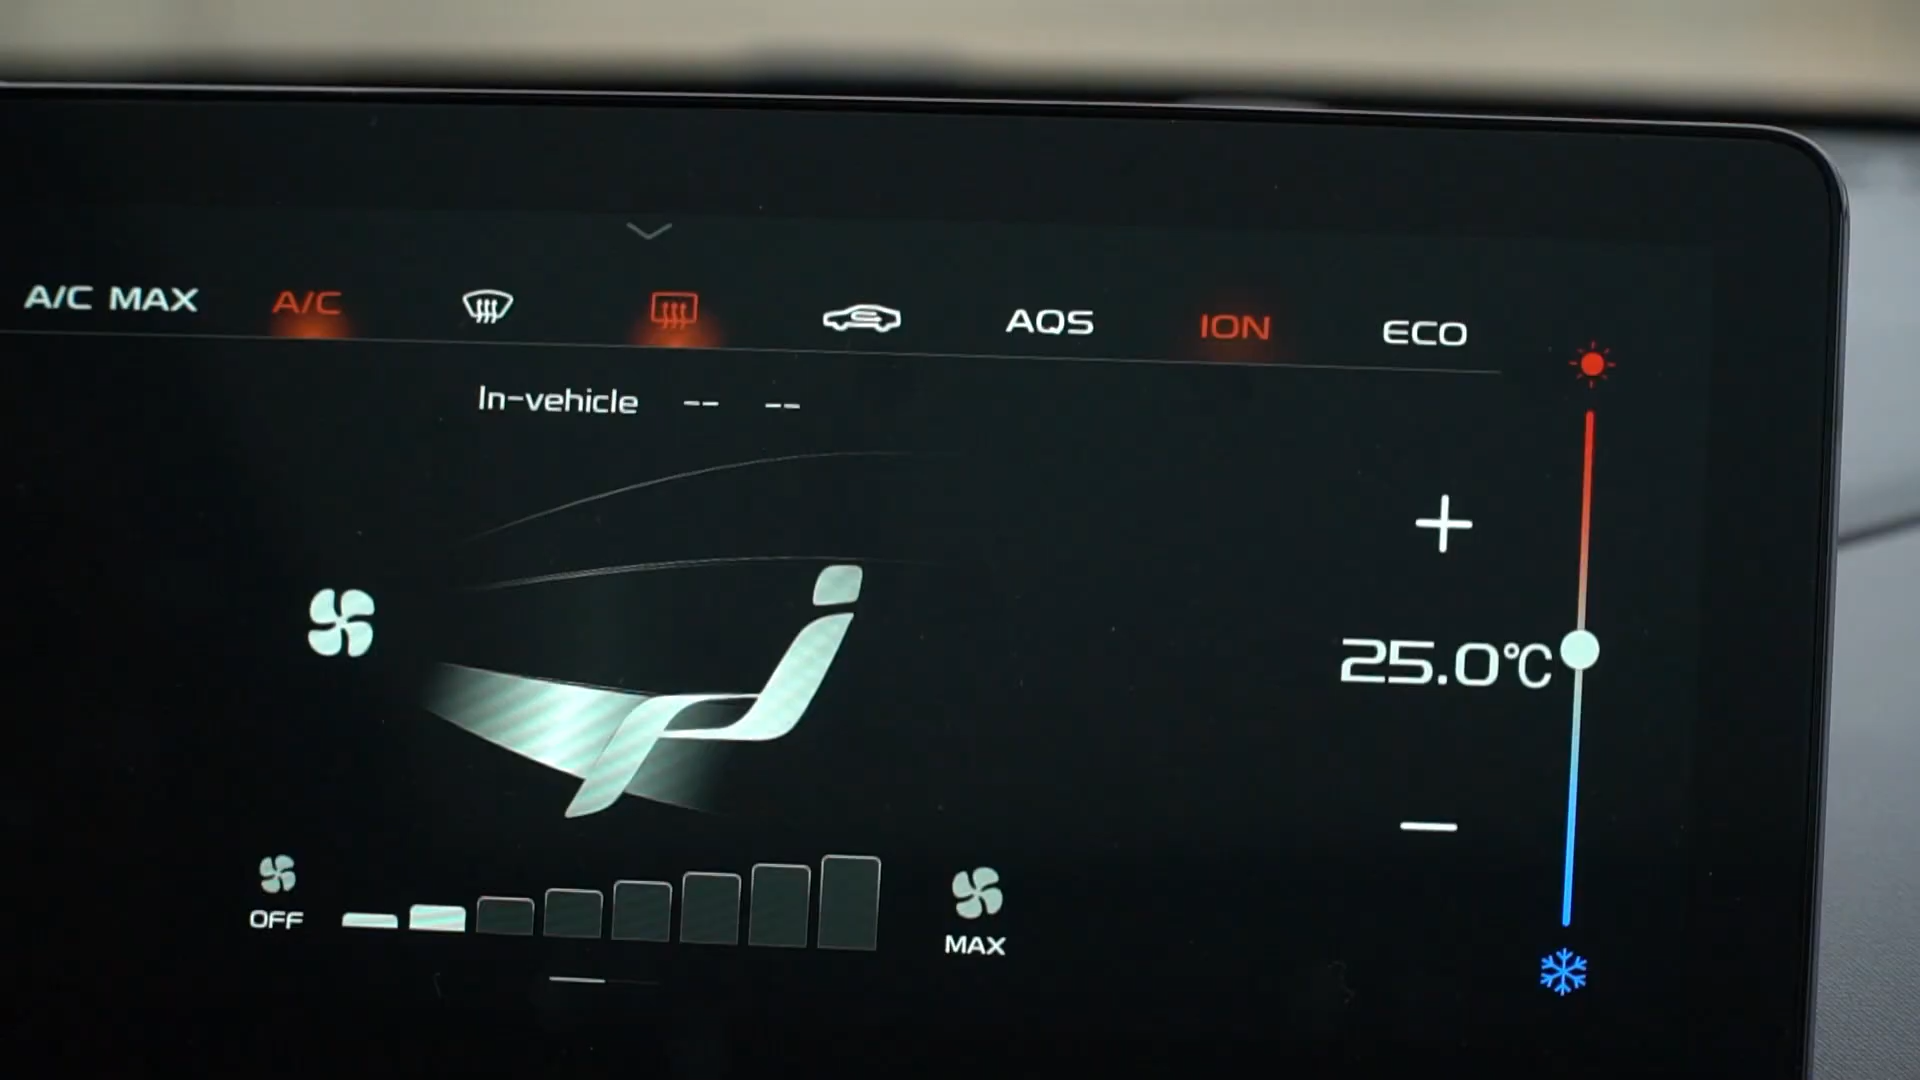 A/C MAX A/C AQS ION ECO
In-vehicle -- --
25.0°C
OFF
MAX